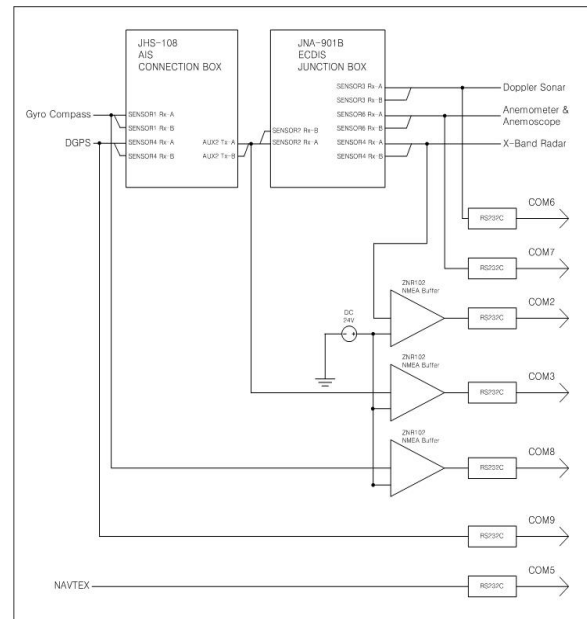 JHS-108
AIS
CONNECTION BOX
JNA-901B
ECDIS
JUNCTION BOX
SENSOR3 Rx-A
SENSOR3 Rx-B
Doppler Sonar
Gyro Compass
SENSOR1 Rx-A
SENSOR1 Rx-B
SENSOR6 Rx-A
SENSOR6 Rx-B
Anemometer &
Anemoscope
DGPS
SENSOR4 Rx-A
SENSOR4 Rx-B
AUX2 Tx-A
AUX2 Tx-B
SENSOR2 Rx-B
SENSOR2 Rx-A
SENSOR4 Rx-A
SENSOR4 Rx-B
X-Band Radar
COM6
RS232C
COM7
RS232C
ZNR102
NMEA Buffer
COM2
RS232C
DC
24V
ZNR102
NMEA Buffer
COM3
RS232C
ZNR102
NMEA Buffer
COM8
RS232C
COM9
RS232C
COM5
NAVTEX
RS232C